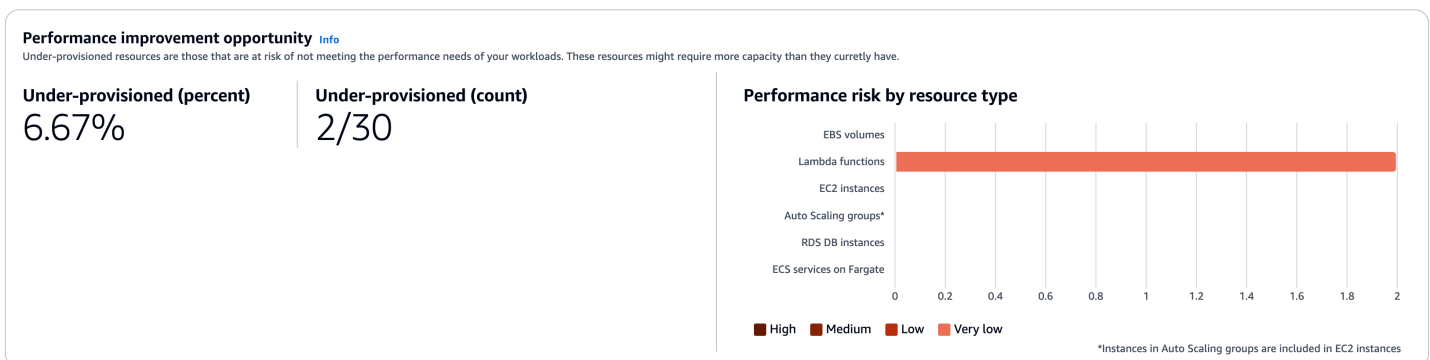 Performance improvement opportunity Info
Under-provisioned resources are those that are at risk of not meeting the performance needs of your workloads. These resources might require more capacity than they curretly have.
Under-provisioned (percent)
6.67%
Under-provisioned (count)
2/30
Performance risk by resource type
EBS volumes
Lambda functions
EC2 instances
Auto Scaling groups*
RDS DB instances
ECS services on Fargate
0 0.2 0.4 0.6 0.8 1 1.2 1.4 1.6 1.8 2
High Medium Low Very low
*Instances in Auto Scaling groups are included in EC2 instances